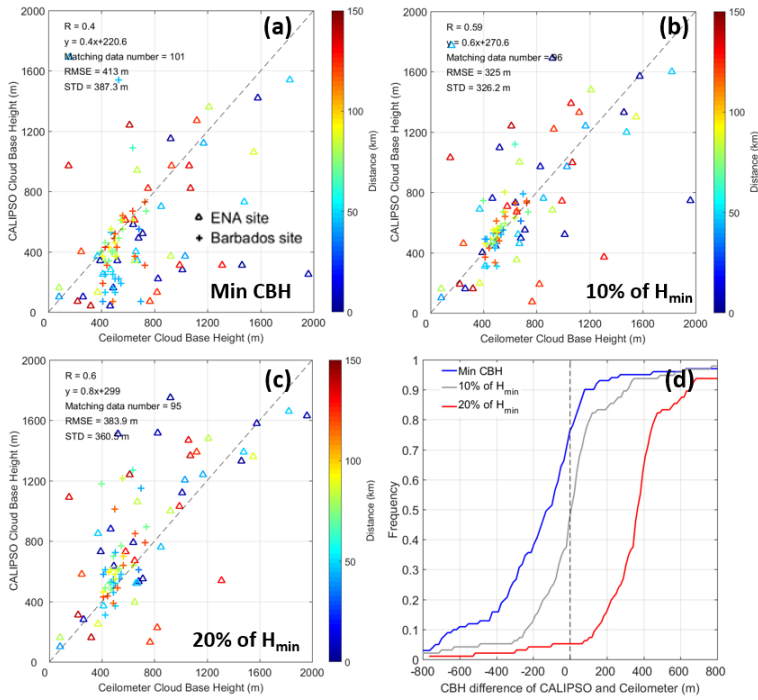 R = 0.4
y = 0.4x+220.6
Matching data number = 101
RMSE = 413 m
STD = 387.3 m
(a)
ENA site
Barbados site
Min CBH
2000
1600
1200
800
400
0
0 400 800 1200 1600 2000
CALIPSO Cloud Base Height (m)
Ceilometer Cloud Base Height (m)
150
100
50
0
Distance (km)
R = 0.59
y = 0.6x+270.6
Matching data number = 96
RMSE = 325 m
STD = 326.2 m
(b)
10% of Hmin
2000
1600
1200
800
400
0
0 400 800 1200 1600 2000
CALIPSO Cloud Base Height (m)
Ceilometer Cloud Base Height (m)
150
100
50
0
Distance (km)
R = 0.6
y = 0.8x+299
Matching data number = 95
RMSE = 383.9 m
STD = 360.5 m
(c)
20% of Hmin
2000
1600
1200
800
400
0
0 400 800 1200 1600 2000
CALIPSO Cloud Base Height (m)
Ceilometer Cloud Base Height (m)
150
100
50
0
Distance (km)
Min CBH
10% of Hmin
20% of Hmin
(d)
1
0.9
0.8
0.7
0.6
0.5
0.4
0.3
0.2
0.1
0
-800 -600 -400 -200 0 200 400 600 800
Frequency
CBH difference of CALIPSO and Ceilometer (m)